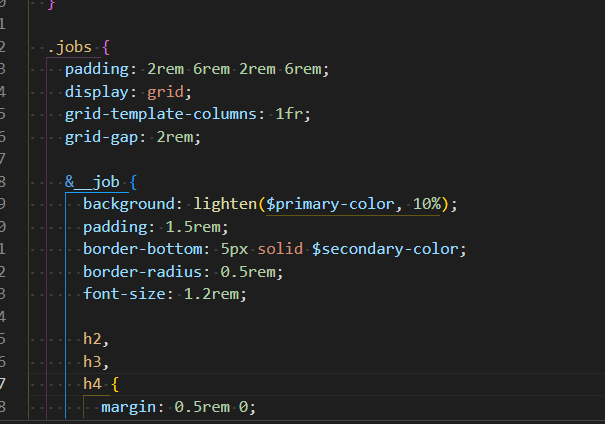 0 }
1
2 .jobs {
3 padding: 2rem 6rem 2rem 6rem;
4 display: grid;
5 grid-template-columns: 1fr;
6 grid-gap: 2rem;
7
8 &__job {
9 background: lighten($primary-color, 10%);
0 padding: 1.5rem;
1 border-bottom: 5px solid $secondary-color;
2 border-radius: 0.5rem;
3 font-size: 1.2rem;
4
5 h2,
6 h3,
7 h4 {
8 margin: 0.5rem 0;